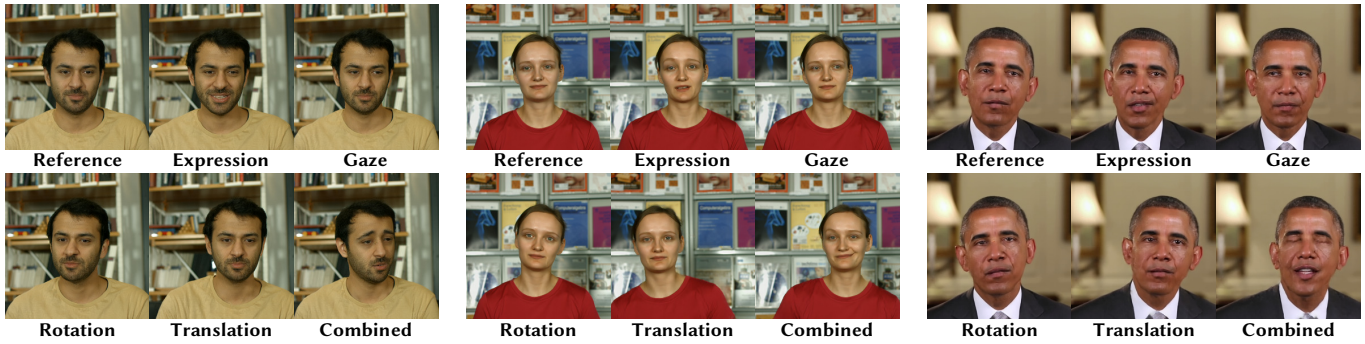 Reference Expression Gaze Reference Expression Gaze Reference Expression Gaze
Rotation Translation Combined Rotation Translation Combined Rotation Translation Combined